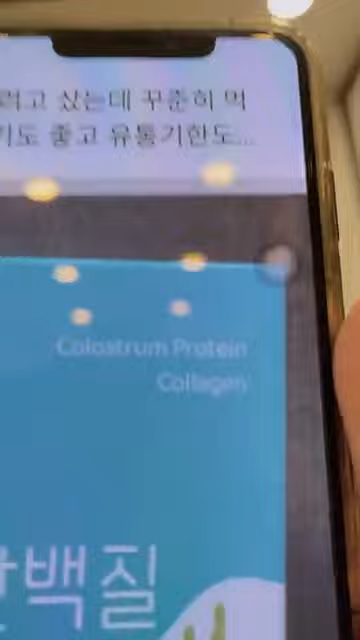 려고 샀는데 꾸준히 먹
기도 좋고 유통기한도...
Colostrum Protein
Collagen
백질